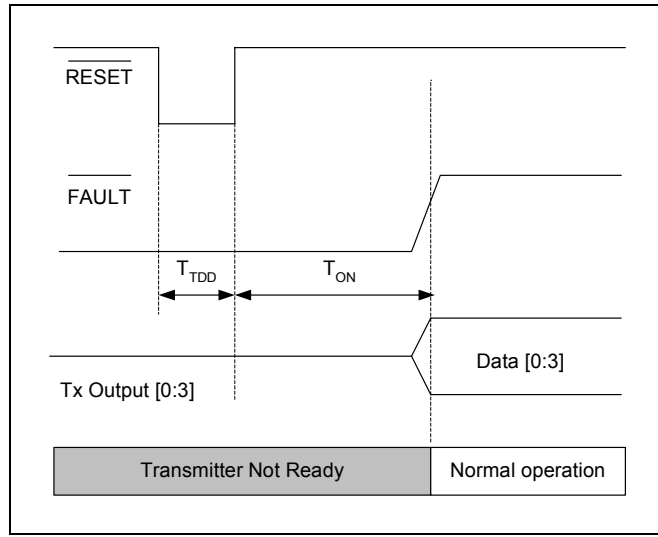 RESET
FAULT
TTDD
TON
Data [0:3]
Tx Output [0:3]
Transmitter Not Ready
Normal operation